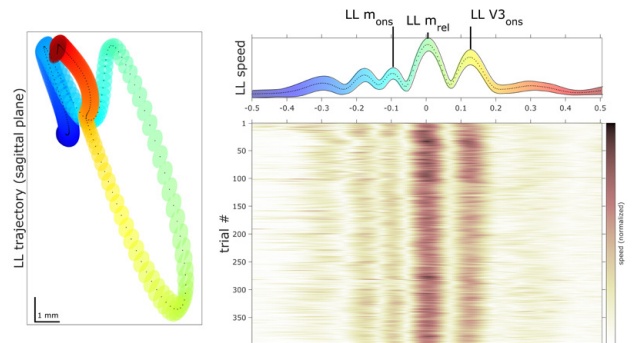 LL m_ons
LL m_rel
LL V3_ons
LL speed
-0.5 -0.4 -0.3 -0.2 -0.1 0 0.1 0.2 0.3 0.4 0.5
LL trajectory (sagittal plane)
1 mm
trial #
1
50
100
150
200
250
300
350
speed (normalized)